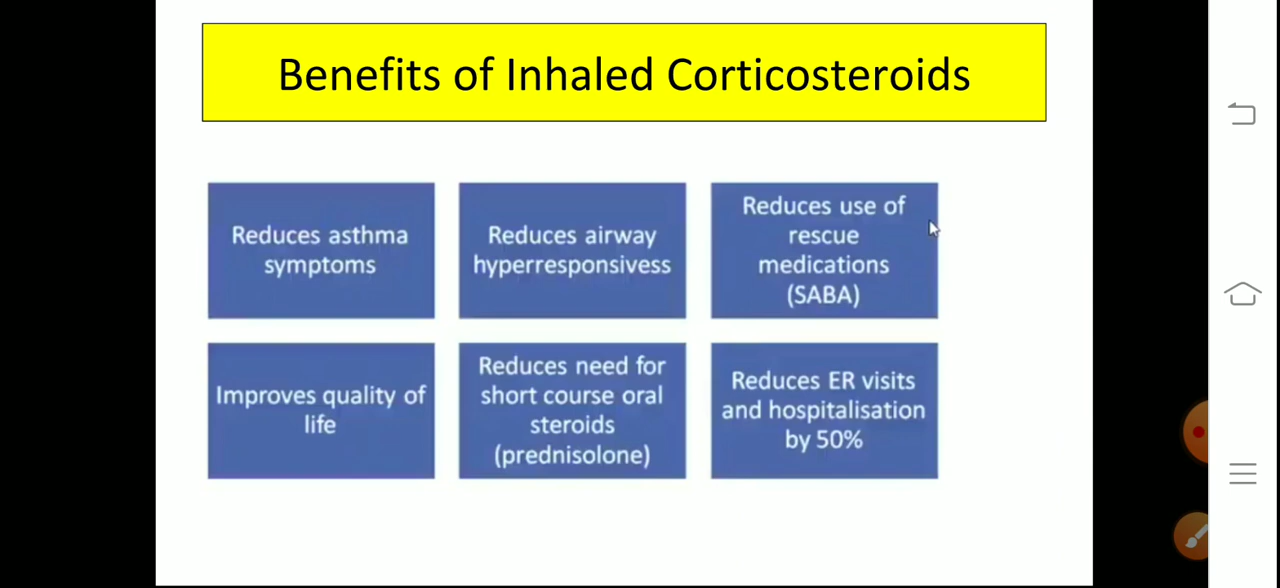 Benefits of Inhaled Corticosteroids
Reduces asthma
symptoms
Reduces airway
hyperresponsivess
Reduces use of
rescue
medications
(SABA)
Improves quality of
life
Reduces need for
short course oral
steroids
(prednisolone)
Reduces ER visits
and hospitalisation
by 50%